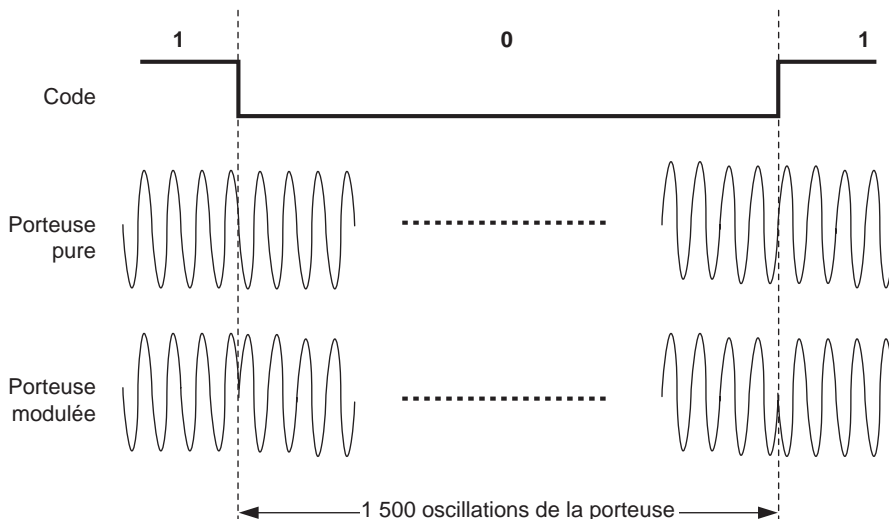 1 0 1
Code
Porteuse
pure
Porteuse
modulée
1 500 oscillations de la porteuse